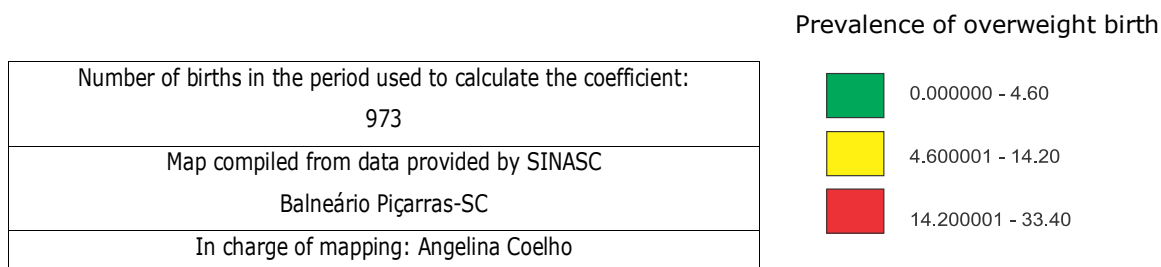 Prevalence of overweight birth
Number of births in the period used to calculate the coefficient:
973
Map compiled from data provided by SINASC
Balneário Piçarras-SC
In charge of mapping: Angelina Coelho
0.000000 - 4.60
4.600001 - 14.20
14.200001 - 33.40